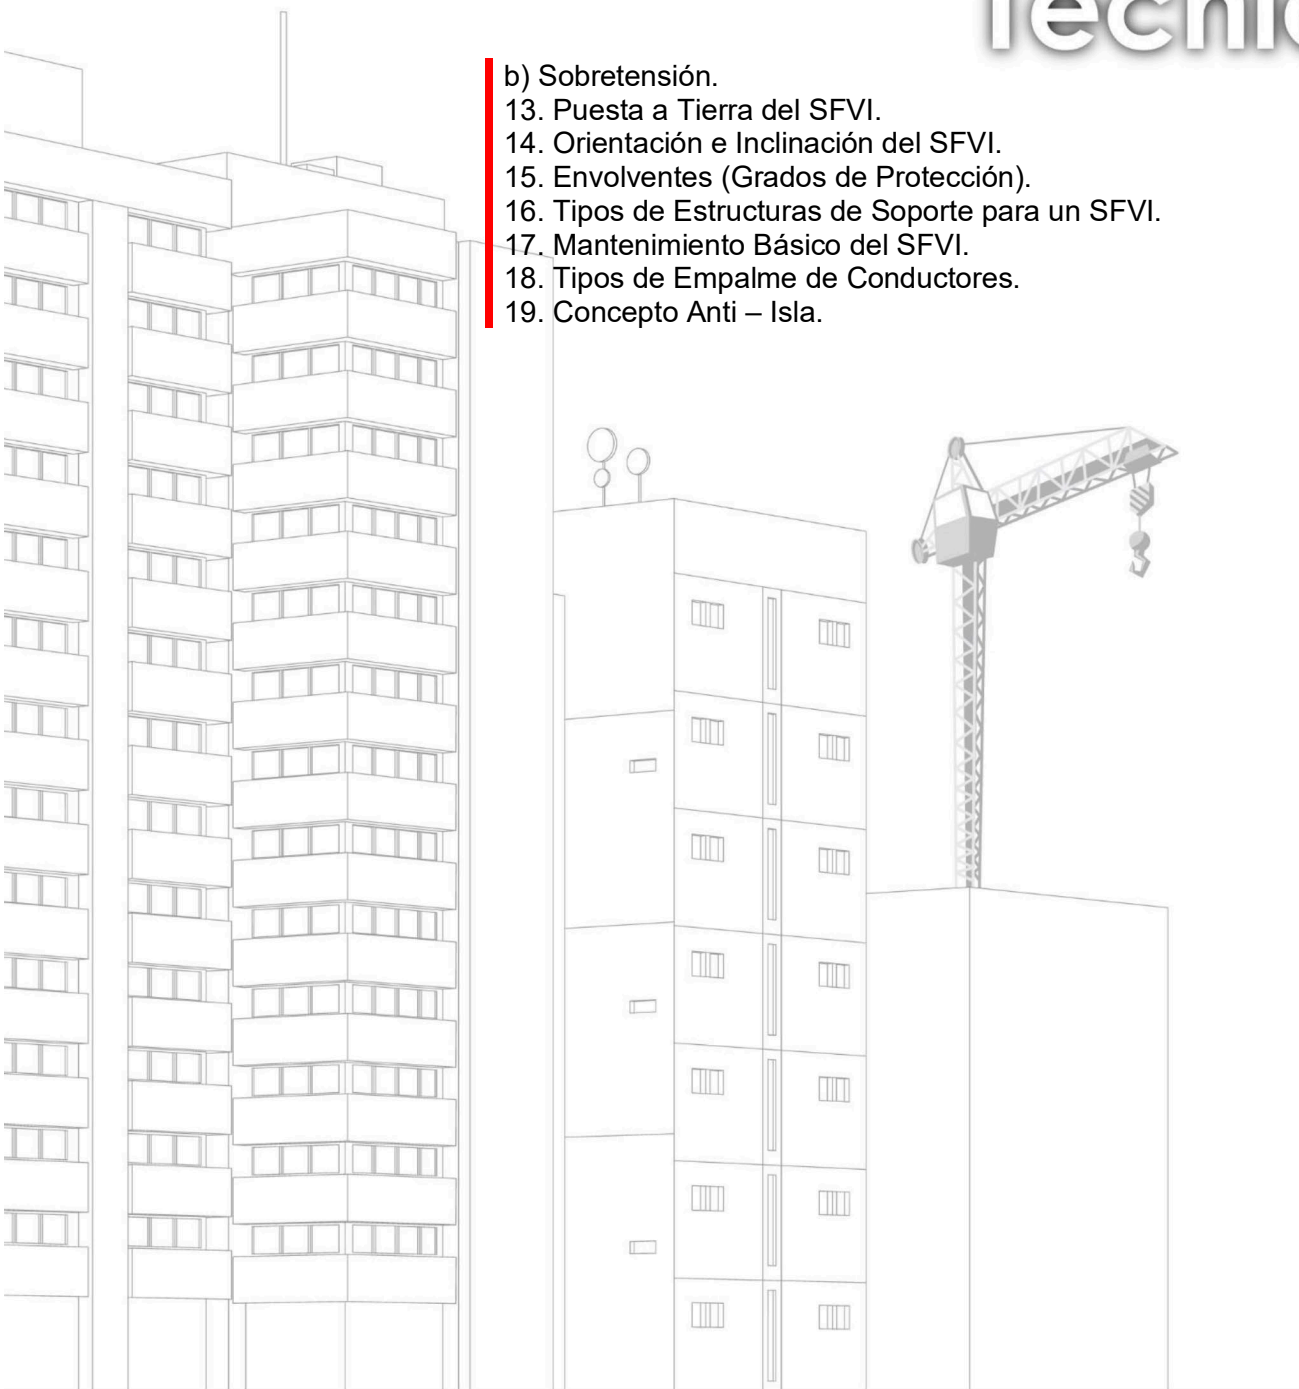 b) Sobretensión.
13. Puesta a Tierra del SFVI.
14. Orientación e Inclinación del SFVI.
15. Envolventes (Grados de Protección).
16. Tipos de Estructuras de Soporte para un SFVI.
17. Mantenimiento Básico del SFVI.
18. Tipos de Empalme de Conductores.
19. Concepto Anti – Isla.